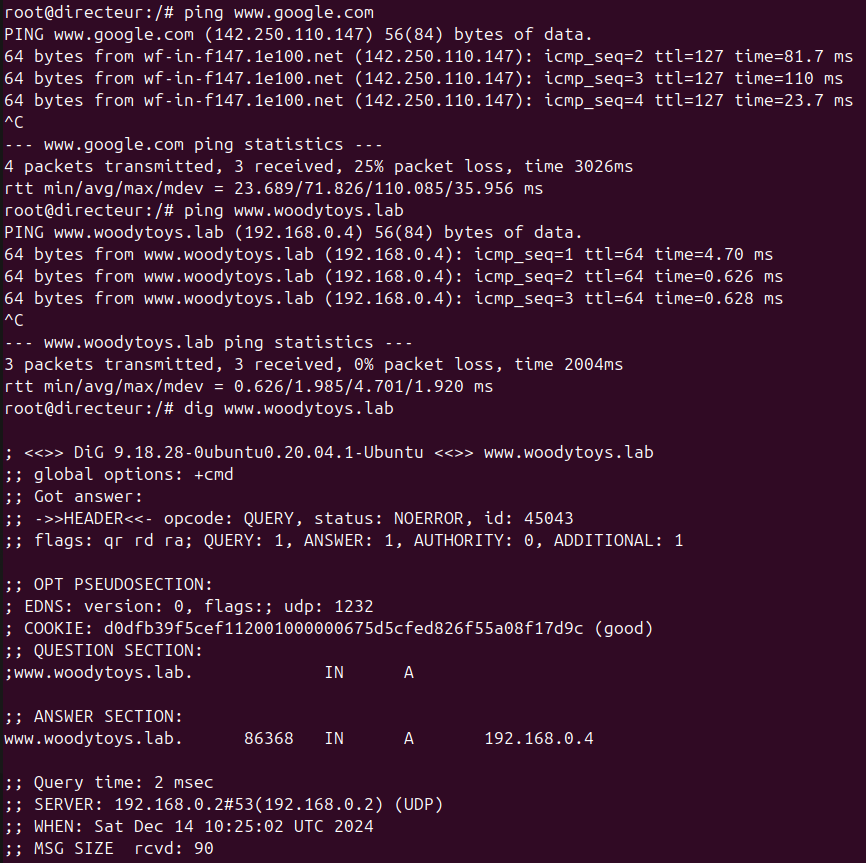 root@directeur:/# ping www.google.com
PING www.google.com (142.250.110.147) 56(84) bytes of data.
64 bytes from wf-in-f147.1e100.net (142.250.110.147): icmp_seq=2 ttl=127 time=81.7 ms
64 bytes from wf-in-f147.1e100.net (142.250.110.147): icmp_seq=3 ttl=127 time=110 ms
64 bytes from wf-in-f147.1e100.net (142.250.110.147): icmp_seq=4 ttl=127 time=23.7 ms
^C
--- www.google.com ping statistics ---
4 packets transmitted, 3 received, 25% packet loss, time 3026ms
rtt min/avg/max/mdev = 23.689/71.826/110.085/35.956 ms
root@directeur:/# ping www.woodytoys.lab
PING www.woodytoys.lab (192.168.0.4) 56(84) bytes of data.
64 bytes from www.woodytoys.lab (192.168.0.4): icmp_seq=1 ttl=64 time=4.70 ms
64 bytes from www.woodytoys.lab (192.168.0.4): icmp_seq=2 ttl=64 time=0.626 ms
64 bytes from www.woodytoys.lab (192.168.0.4): icmp_seq=3 ttl=64 time=0.628 ms
^C
--- www.woodytoys.lab ping statistics ---
3 packets transmitted, 3 received, 0% packet loss, time 2004ms
rtt min/avg/max/mdev = 0.626/1.985/4.701/1.920 ms
root@directeur:/# dig www.woodytoys.lab

; <<>> DiG 9.18.28-0ubuntu0.20.04.1-Ubuntu <<>> www.woodytoys.lab
;; global options: +cmd
;; Got answer:
;; ->>HEADER<<- opcode: QUERY, status: NOERROR, id: 45043
;; flags: qr rd ra; QUERY: 1, ANSWER: 1, AUTHORITY: 0, ADDITIONAL: 1

;; OPT PSEUDOSECTION:
; EDNS: version: 0, flags:; udp: 1232
; COOKIE: d0dfb39f5cef112001000000675d5cfed826f55a08f17d9c (good)
;; QUESTION SECTION:
;www.woodytoys.lab.		IN	A

;; ANSWER SECTION:
www.woodytoys.lab.	86368	IN	A	192.168.0.4

;; Query time: 2 msec
;; SERVER: 192.168.0.2#53(192.168.0.2) (UDP)
;; WHEN: Sat Dec 14 10:25:02 UTC 2024
;; MSG SIZE  rcvd: 90